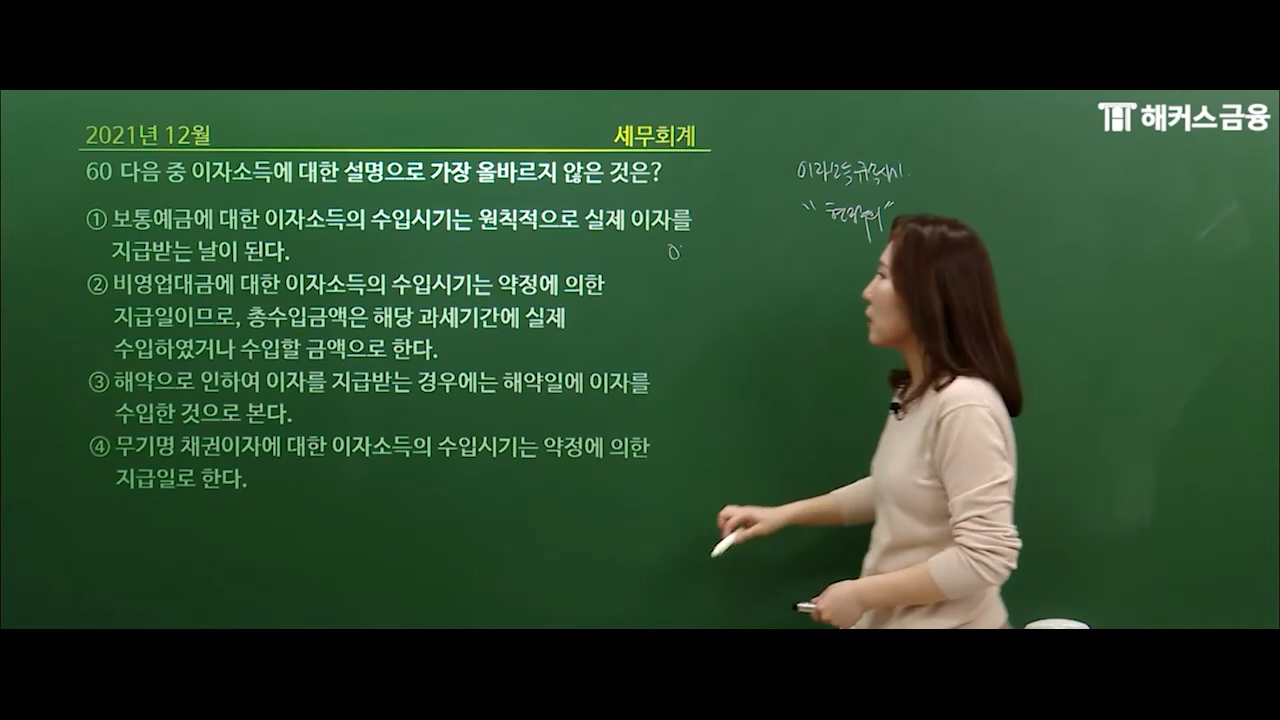 해커스금융
2021년 12월 세무회계
60 다음 중 이자소득에 대한 설명으로 가장 올바르지 않은 것은?
① 보통예금에 대한 이자소득의 수입시기는 원칙적으로 실제 이자를
지급받는 날이 된다.
② 비영업대금에 대한 이자소득의 수입시기는 약정에 의한
지급일이므로, 총수입금액은 해당 과세기간에 실제
수입하였거나 수입할 금액으로 한다.
③ 해약으로 인하여 이자를 지급받는 경우에는 해약일에 이자를
수입한 것으로 본다.
④ 무기명 채권이자에 대한 이자소득의 수입시기는 약정에 의한
지급일로 한다.